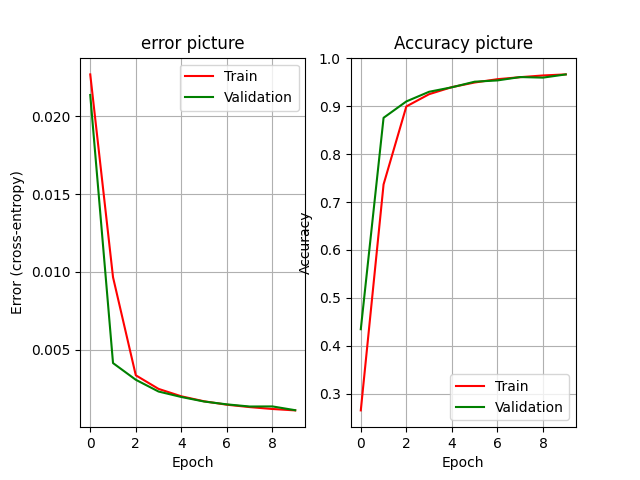 error picture
Error (cross-entropy)
0.020
0.015
0.010
0.005
0 2 4 6 8
Epoch
Train
Validation
Accuracy picture
Accuracy
1.0
0.9
0.8
0.7
0.6
0.5
0.4
0.3
0 2 4 6 8
Epoch
Train
Validation